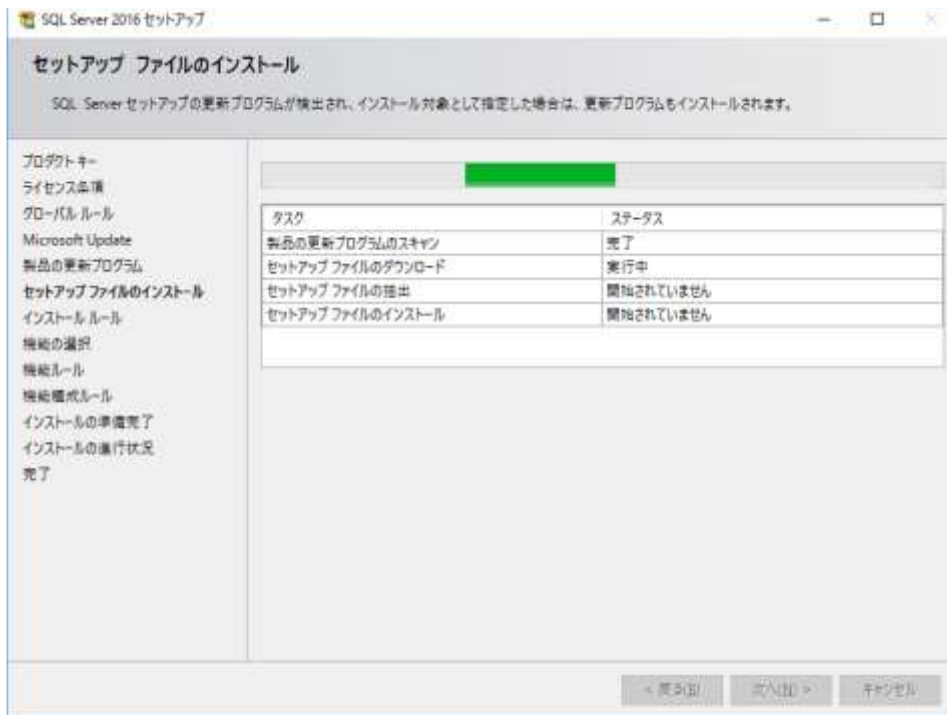 SQL Server 2016 セットアップ
セットアップ ファイルのインストール
SQL Server セットアップの更新プログラムが検出され、インストール対象として指定した場合は、更新プログラムもインストールされます。
プロダクト キー
ライセンス条項
グローバル ルール
Microsoft Update
製品の更新プログラム
セットアップ ファイルのインストール
インストール ルール
機能の選択
機能ルール
機能構成ルール
インストールの準備完了
インストールの進行状況
完了
タスク ステータス
製品の更新プログラムのスキャン 完了
セットアップ ファイルのダウンロード 実行中
セットアップ ファイルの抽出 開始されていません
セットアップ ファイルのインストール 開始されていません
< 戻る(B) 次へ(N) > キャンセル